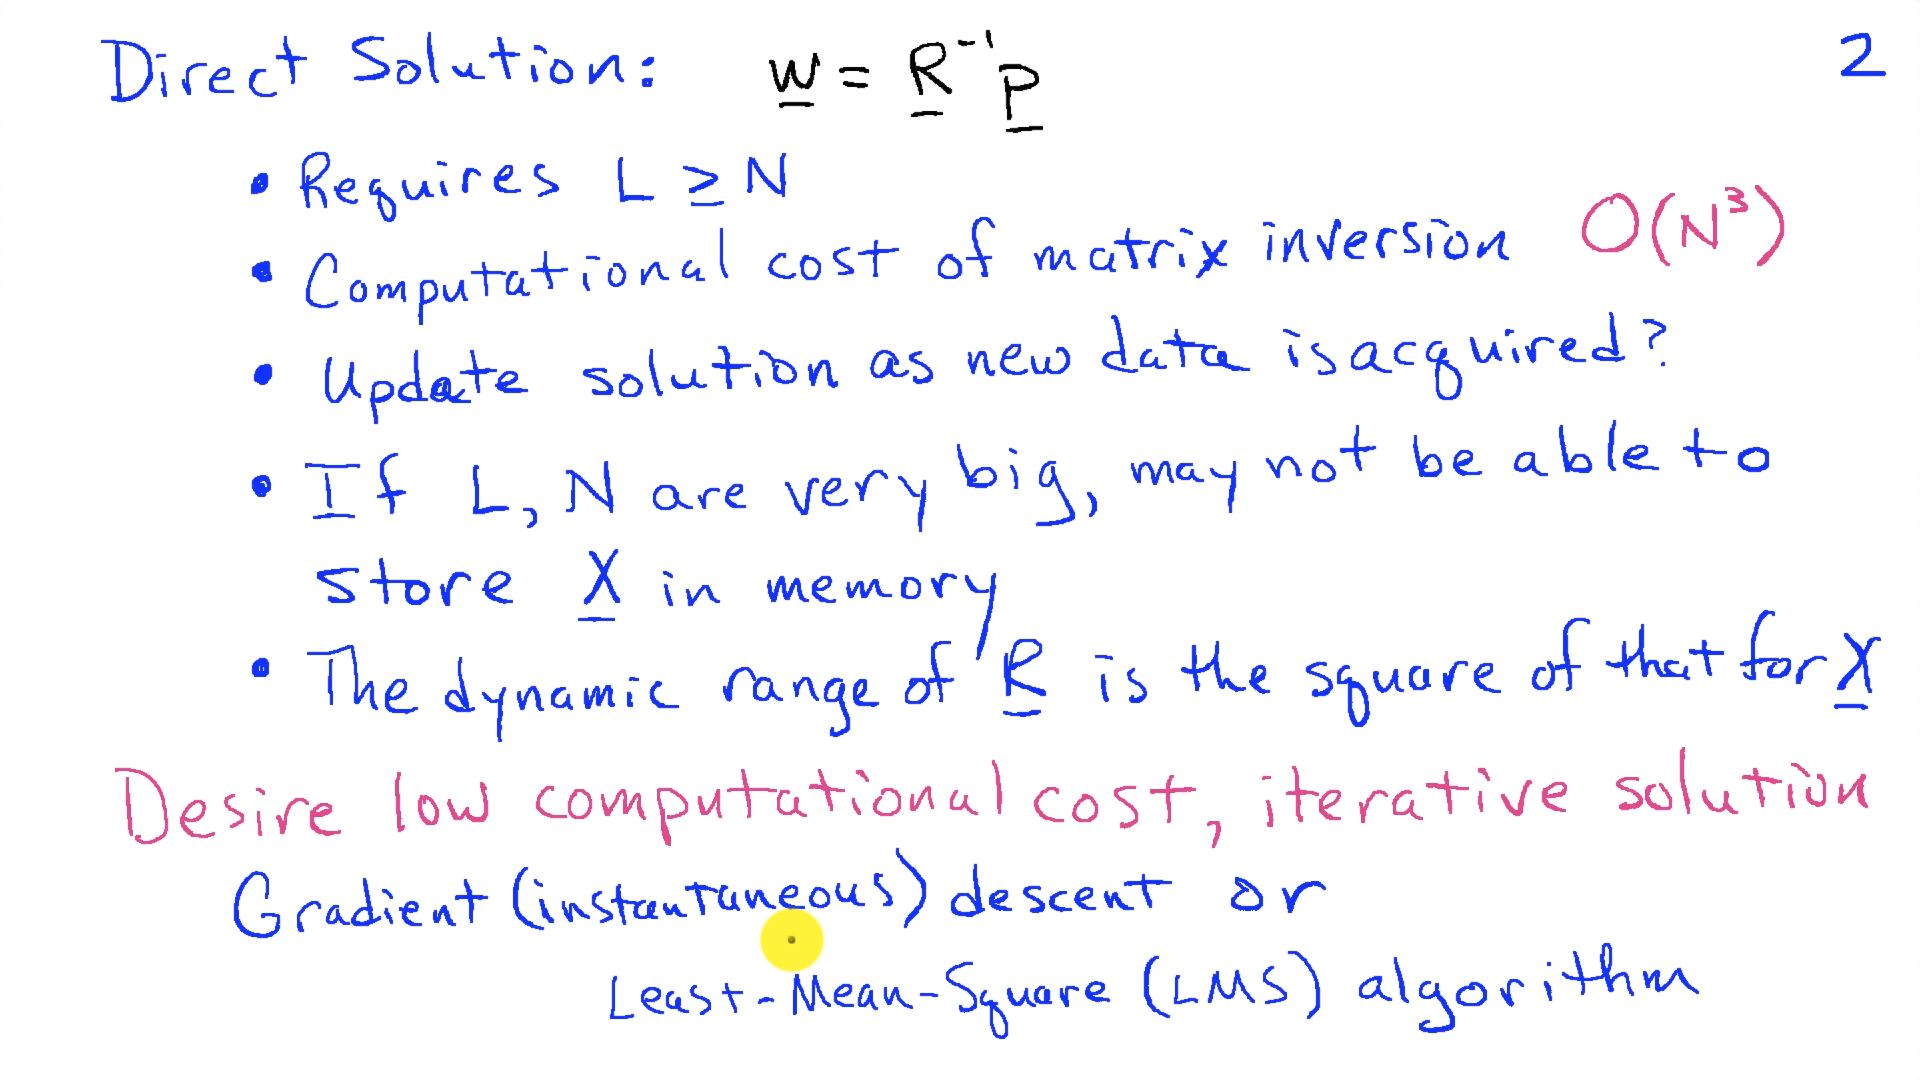 Direct Solution: w = R⁻¹ p 2
• Requires L ≥ N
• Computational cost of matrix inversion O(N³)
• Update solution as new data is acquired?
• If L, N are very big, may not be able to
store X in memory
• The dynamic range of R is the square of that for X
Desire low computational cost, iterative solution
Gradient (instantaneous) descent or
Least-Mean-Square (LMS) algorithm